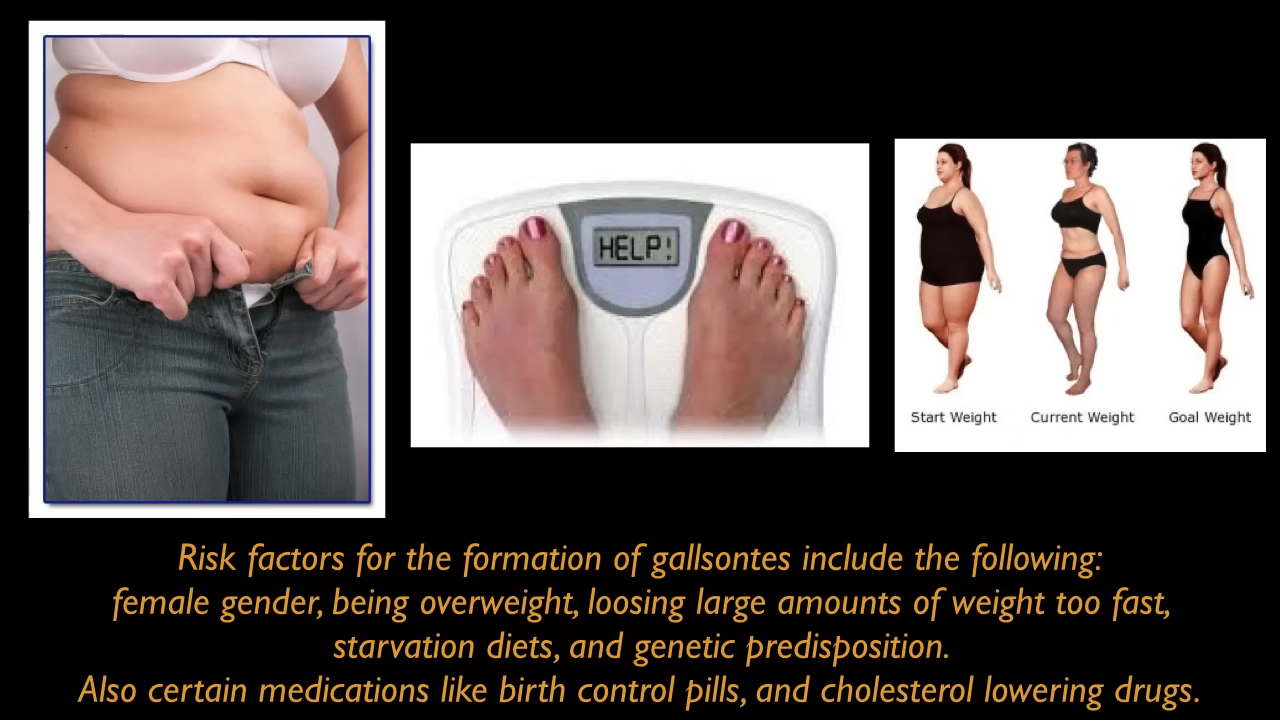 HELP!
Start Weight Current Weight Goal Weight
Risk factors for the formation of gallsontes include the following:
female gender, being overweight, loosing large amounts of weight too fast,
starvation diets, and genetic predisposition.
Also certain medications like birth control pills, and cholesterol lowering drugs.